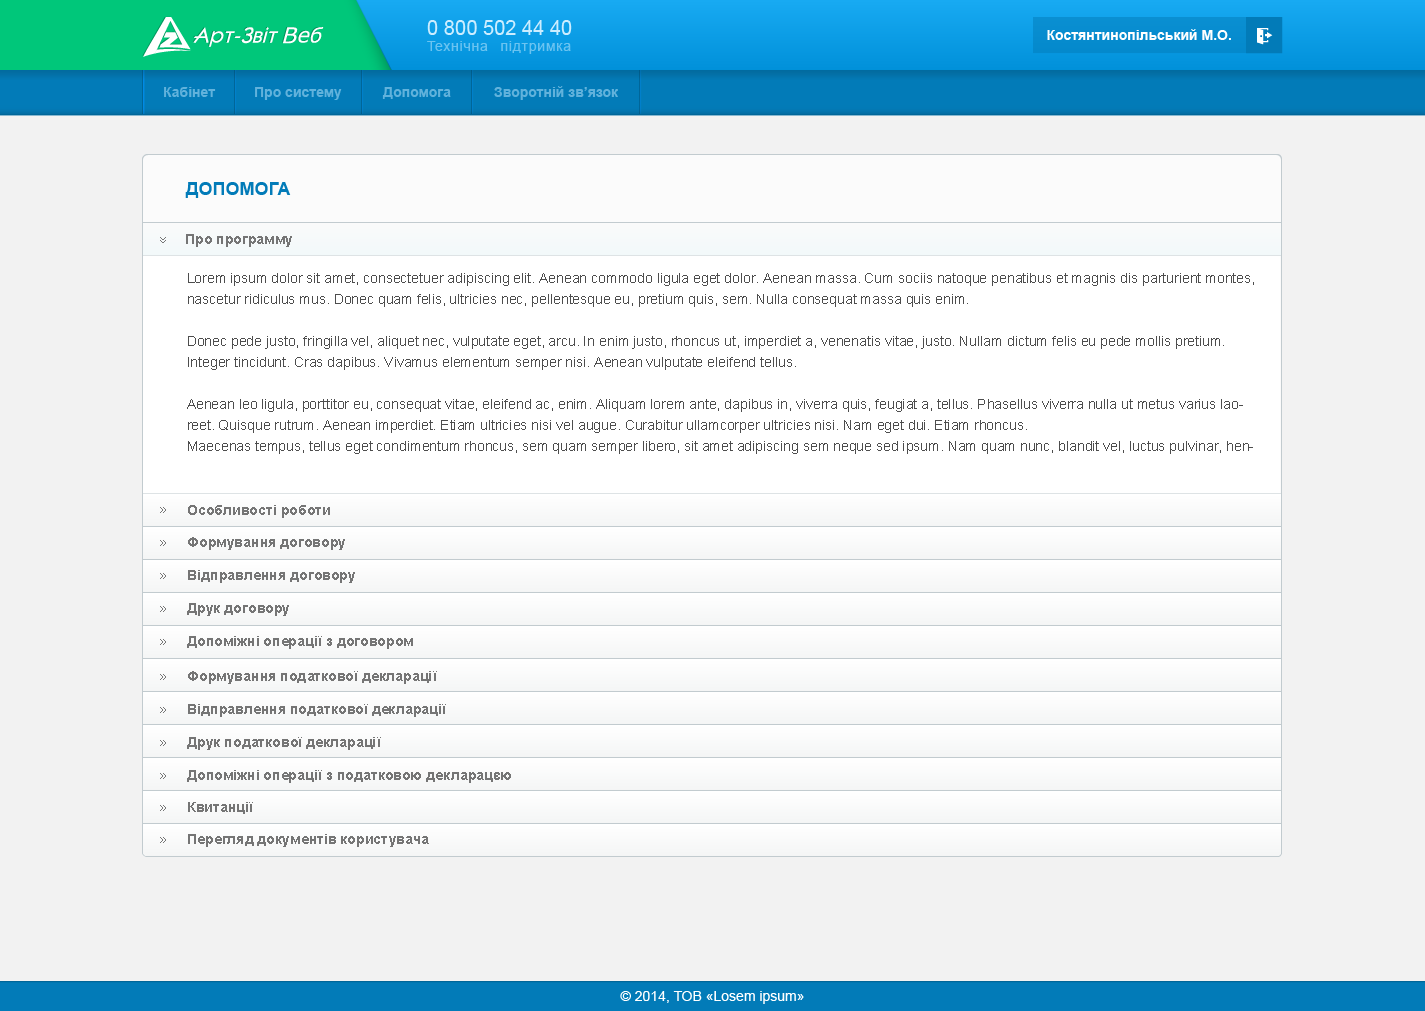 Арт-Звіт Веб
0 800 502 44 40
Технічна підтримка
Костянтинопільський М.О.
Кабінет
Про систему
Допомога
Зворотній зв'язок
ДОПОМОГА
Про программу
Lorem ipsum dolor sit amet, consectetuer adipiscing elit. Aenean commodo ligula eget dolor. Aenean massa. Cum sociis natoque penatibus et magnis dis parturient montes,
nascetur ridiculus mus. Donec quam felis, ultricies nec, pellentesque eu, pretium quis, sem. Nulla consequat massa quis enim.
Donec pede justo, fringilla vel, aliquet nec, vulputate eget, arcu. In enim justo, rhoncus ut, imperdiet a, venenatis vitae, justo. Nullam dictum felis eu pede mollis pretium.
Integer tincidunt. Cras dapibus. Vivamus elementum semper nisi. Aenean vulputate eleifend tellus.
Aenean leo ligula, porttitor eu, consequat vitae, eleifend ac, enim. Aliquam lorem ante, dapibus in, viverra quis, feugiat a, tellus. Phasellus viverra nulla ut metus varius lao-
reet. Quisque rutrum. Aenean imperdiet. Etiam ultricies nisi vel augue. Curabitur ullamcorper ultricies nisi. Nam eget dui. Etiam rhoncus.
Maecenas tempus, tellus eget condimentum rhoncus, sem quam semper libero, sit amet adipiscing sem neque sed ipsum. Nam quam nunc, blandit vel, luctus pulvinar, hen-
Особливості роботи
Формування договору
Відправлення договору
Друк договору
Допоміжні операції з договором
Формування податкової декларації
Відправлення податкової декларації
Друк податкової декларації
Допоміжні операції з податковою декларацєю
Квитанції
Перегляд документів користувача
© 2014, ТОВ «Losem ipsum»